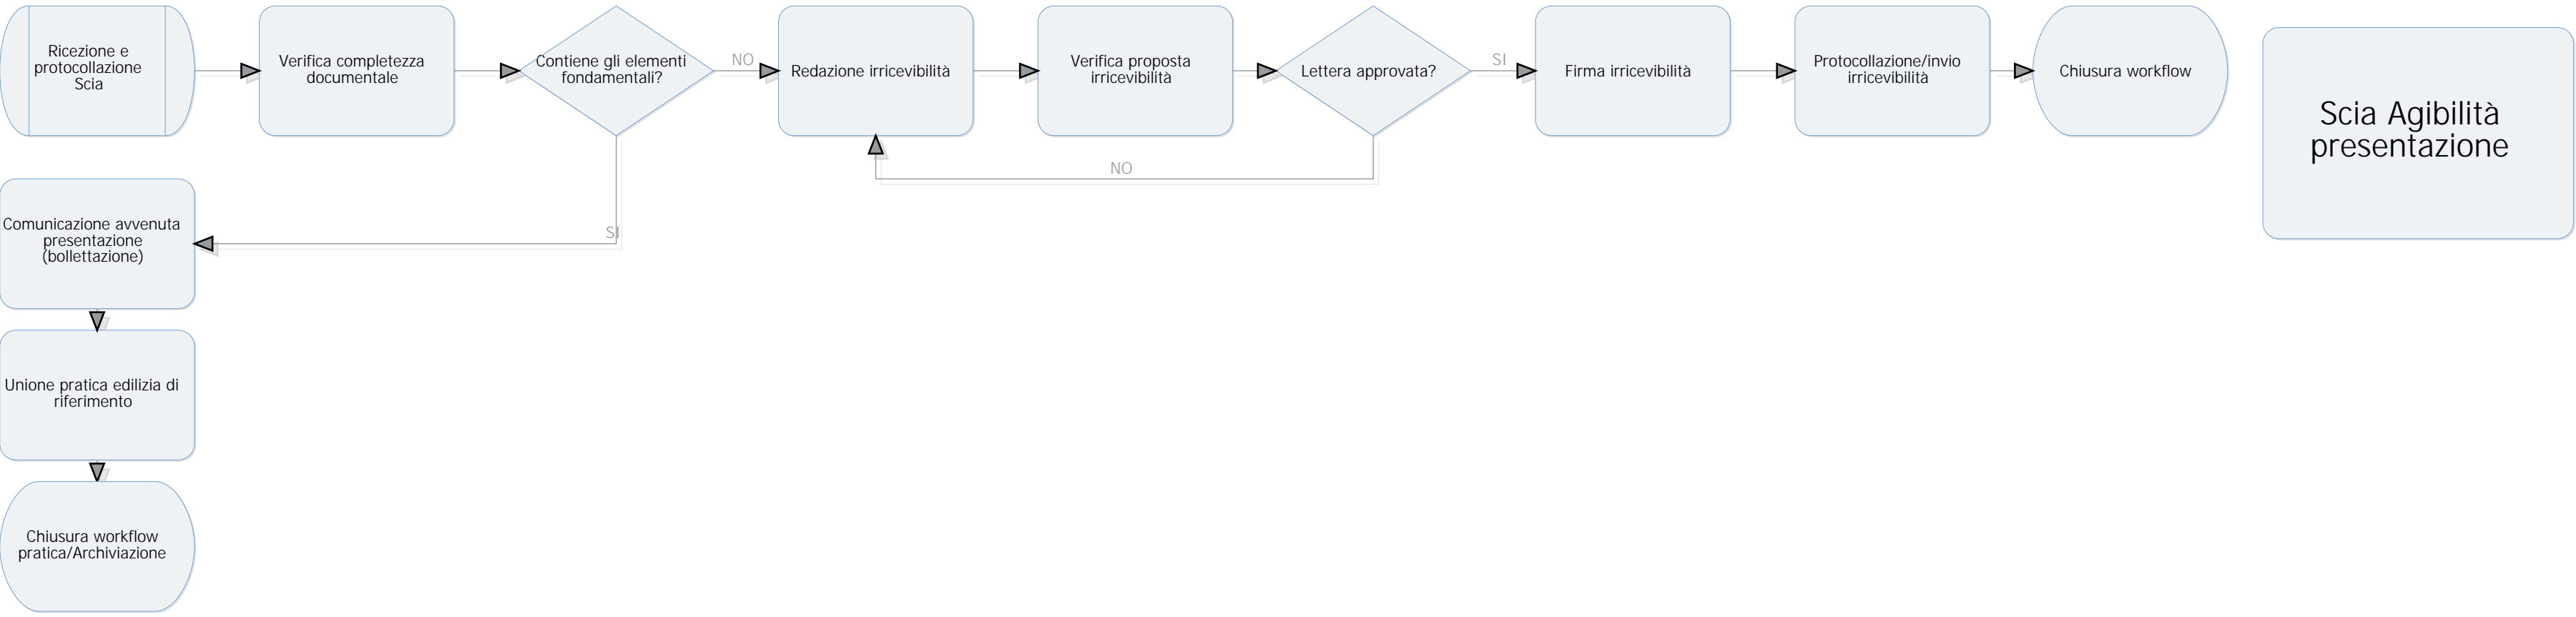 Ricezione e
protocollazione
Scia
Verifica completezza
documentale
Contiene gli elementi
fondamentali?
NO
Redazione irricevibilità
Verifica proposta
irricevibilità
Lettera approvata?
SI
Firma irricevibilità
Protocollazione/invio
irricevibilità
Chiusura workflow
Scia Agibilità
presentazione
NO
SI
Comunicazione avvenuta
presentazione
(bollettazione)
Unione pratica edilizia di
riferimento
Chiusura workflow
pratica/Archiviazione